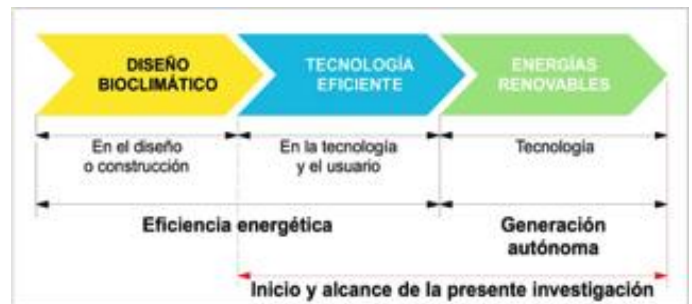 DISEÑO
BIOCLIMÁTICO
TECNOLOGÍA
EFICIENTE
ENERGÍAS
RENOVABLES
En el diseño
o construcción
En la tecnología
y el usuario
Tecnología
Eficiencia energética
Generación
autónoma
Inicio y alcance de la presente investigación